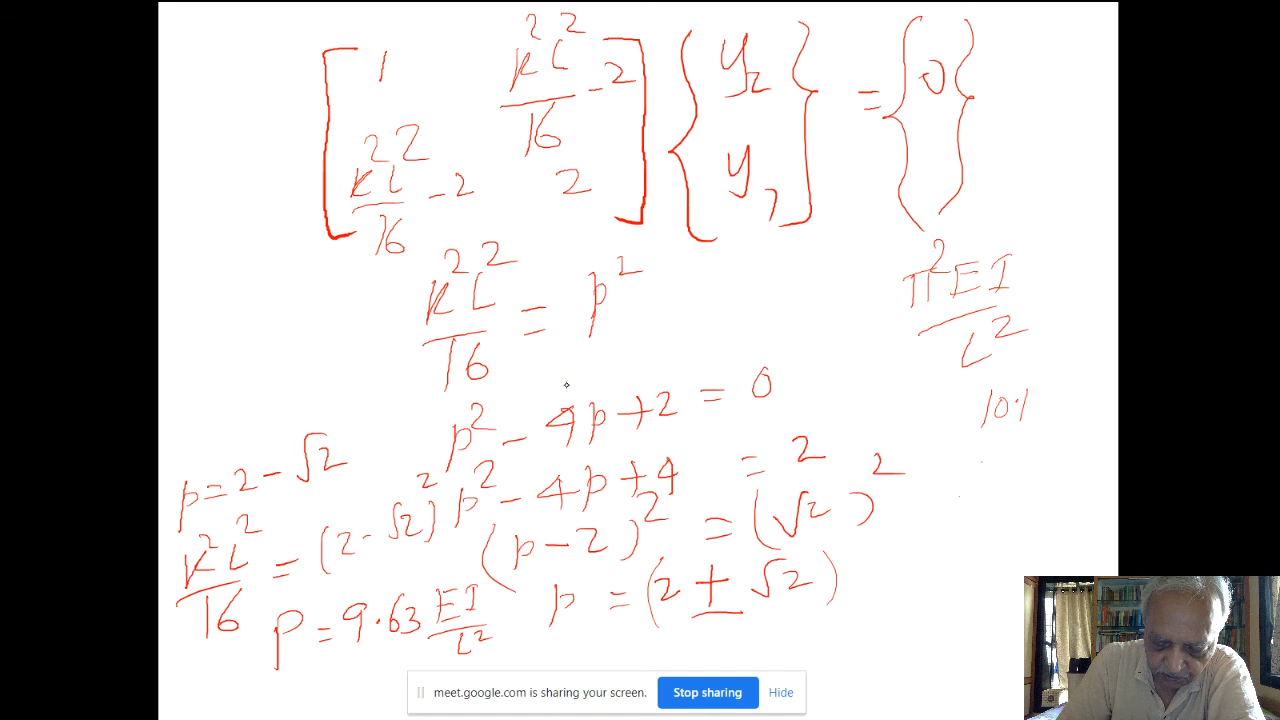 [ 1 k²L²/16 - 2 ] { y₂ } = { 0 }
[ k²L²/16 - 2 2 ] { y₁ }
k²L²/16 = p²
π²EI/L²
10.1
p² - 4p + 2 = 0
p = 2 - √2
p² - 4p + 4 = 2
k²L²/16 = (2 - √2)²
(p - 2)² = (√2)²
p = (2 ± √2)
p = 9.63 EI/L²
meet.google.com is sharing your screen.
Stop sharing
Hide